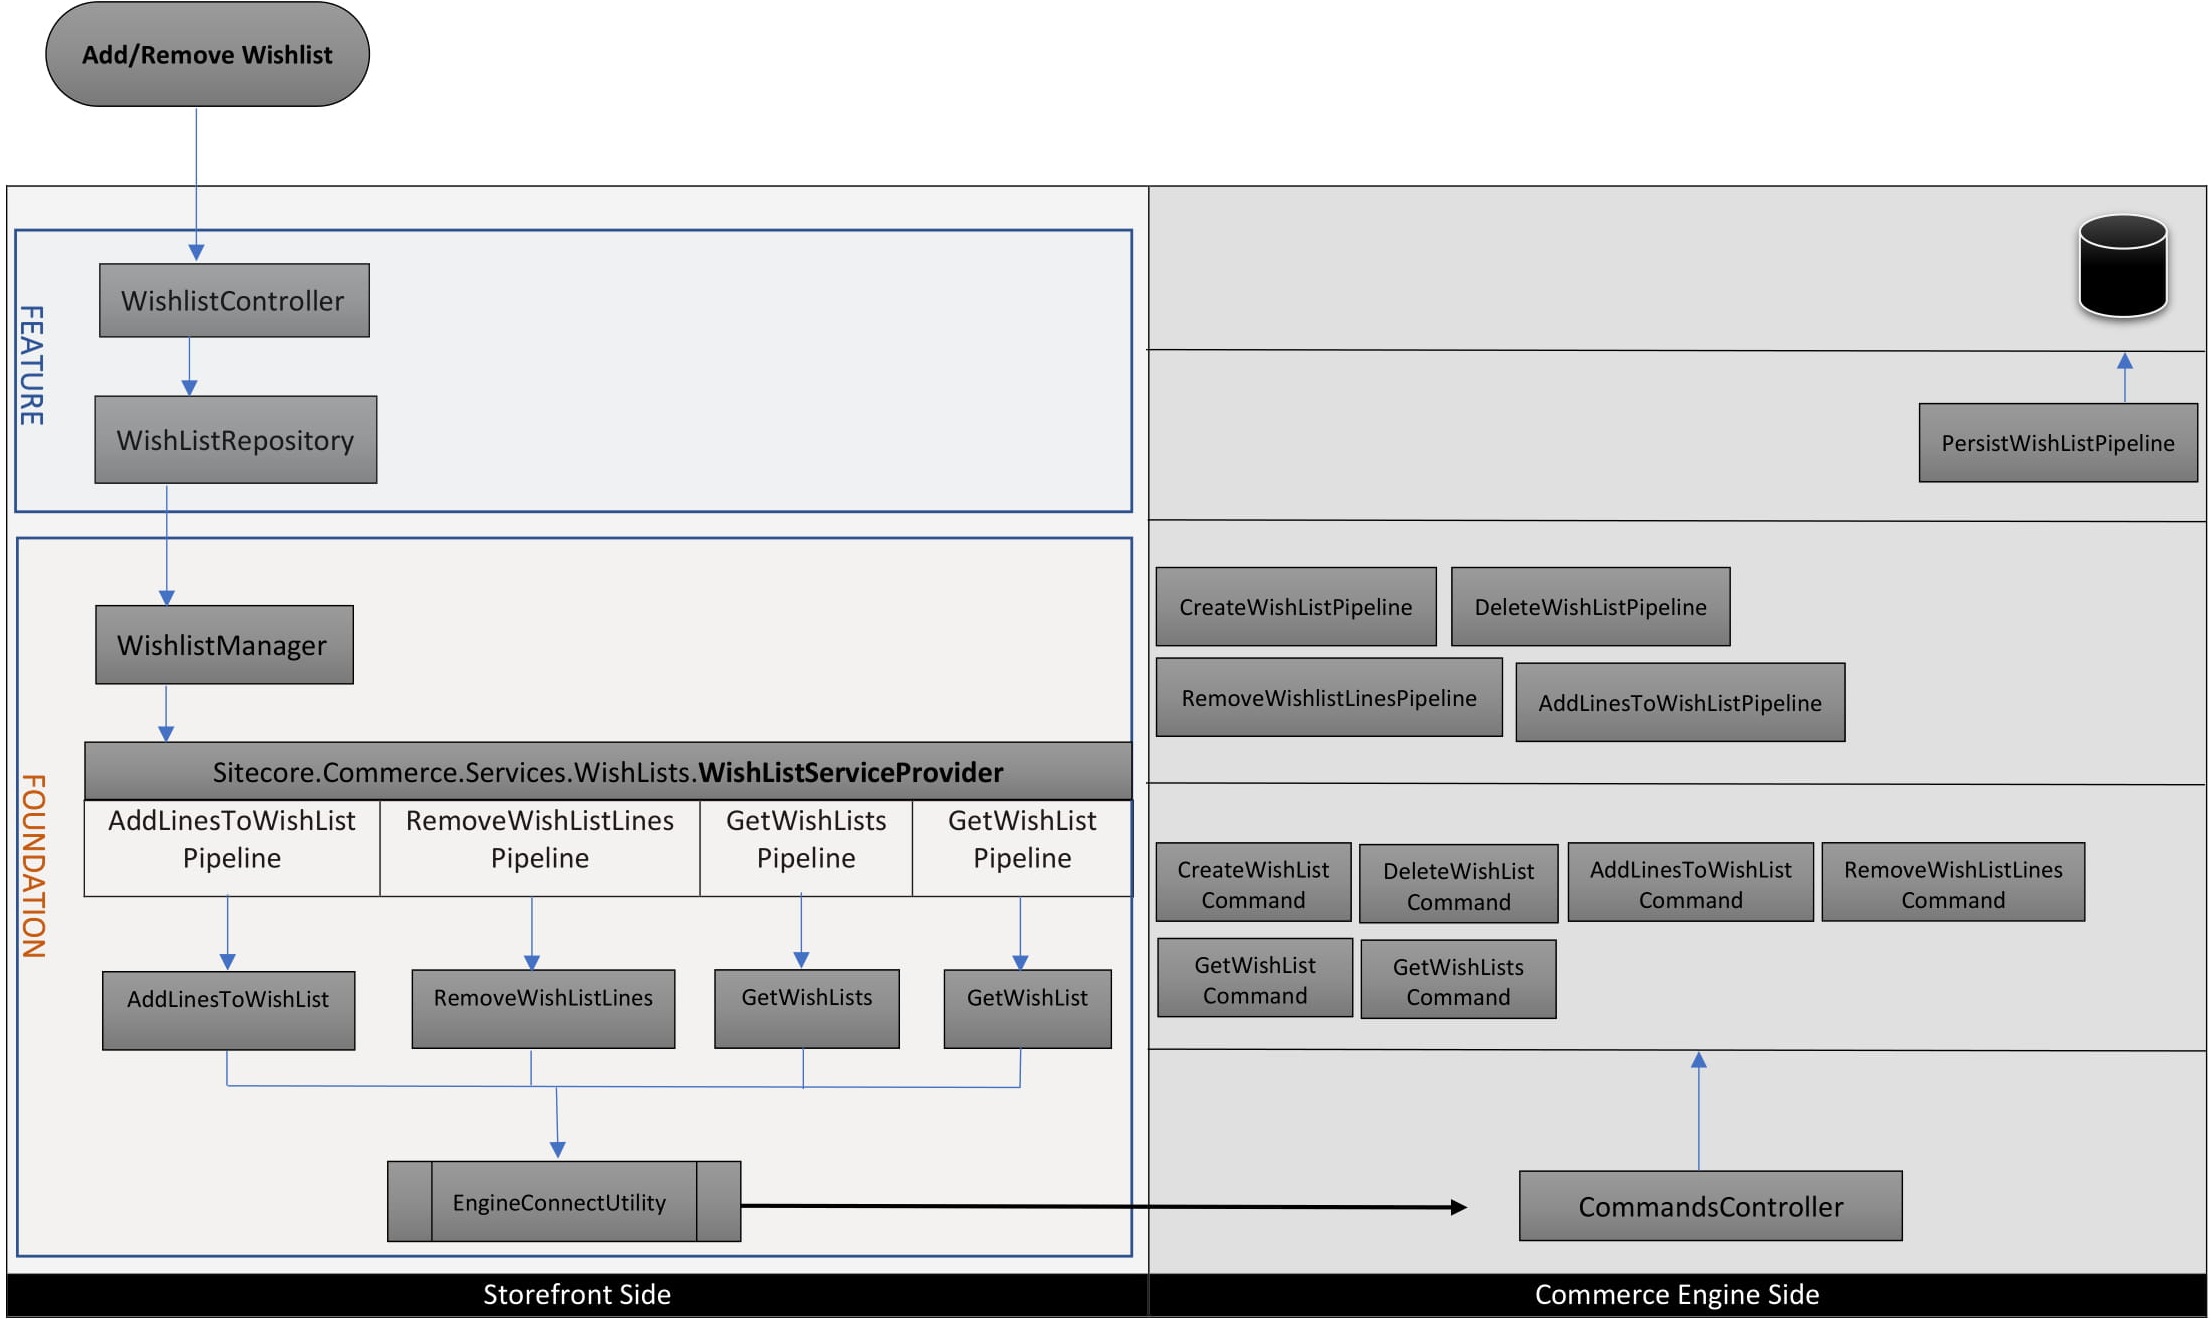 Add/Remove Wishlist
FEATURE
WishlistController
WishListRepository
FOUNDATION
WishlistManager
Sitecore.Commerce.Services.WishLists.WishListServiceProvider
AddLinesToWishList
Pipeline
RemoveWishListLines
Pipeline
GetWishLists
Pipeline
GetWishList
Pipeline
AddLinesToWishList
RemoveWishListLines
GetWishLists
GetWishList
EngineConnectUtility
Storefront Side
PersistWishListPipeline
CreateWishListPipeline
DeleteWishListPipeline
RemoveWishlistLinesPipeline
AddLinesToWishListPipeline
CreateWishList
Command
DeleteWishList
Command
AddLinesToWishList
Command
RemoveWishListLines
Command
GetWishList
Command
GetWishLists
Command
CommandsController
Commerce Engine Side